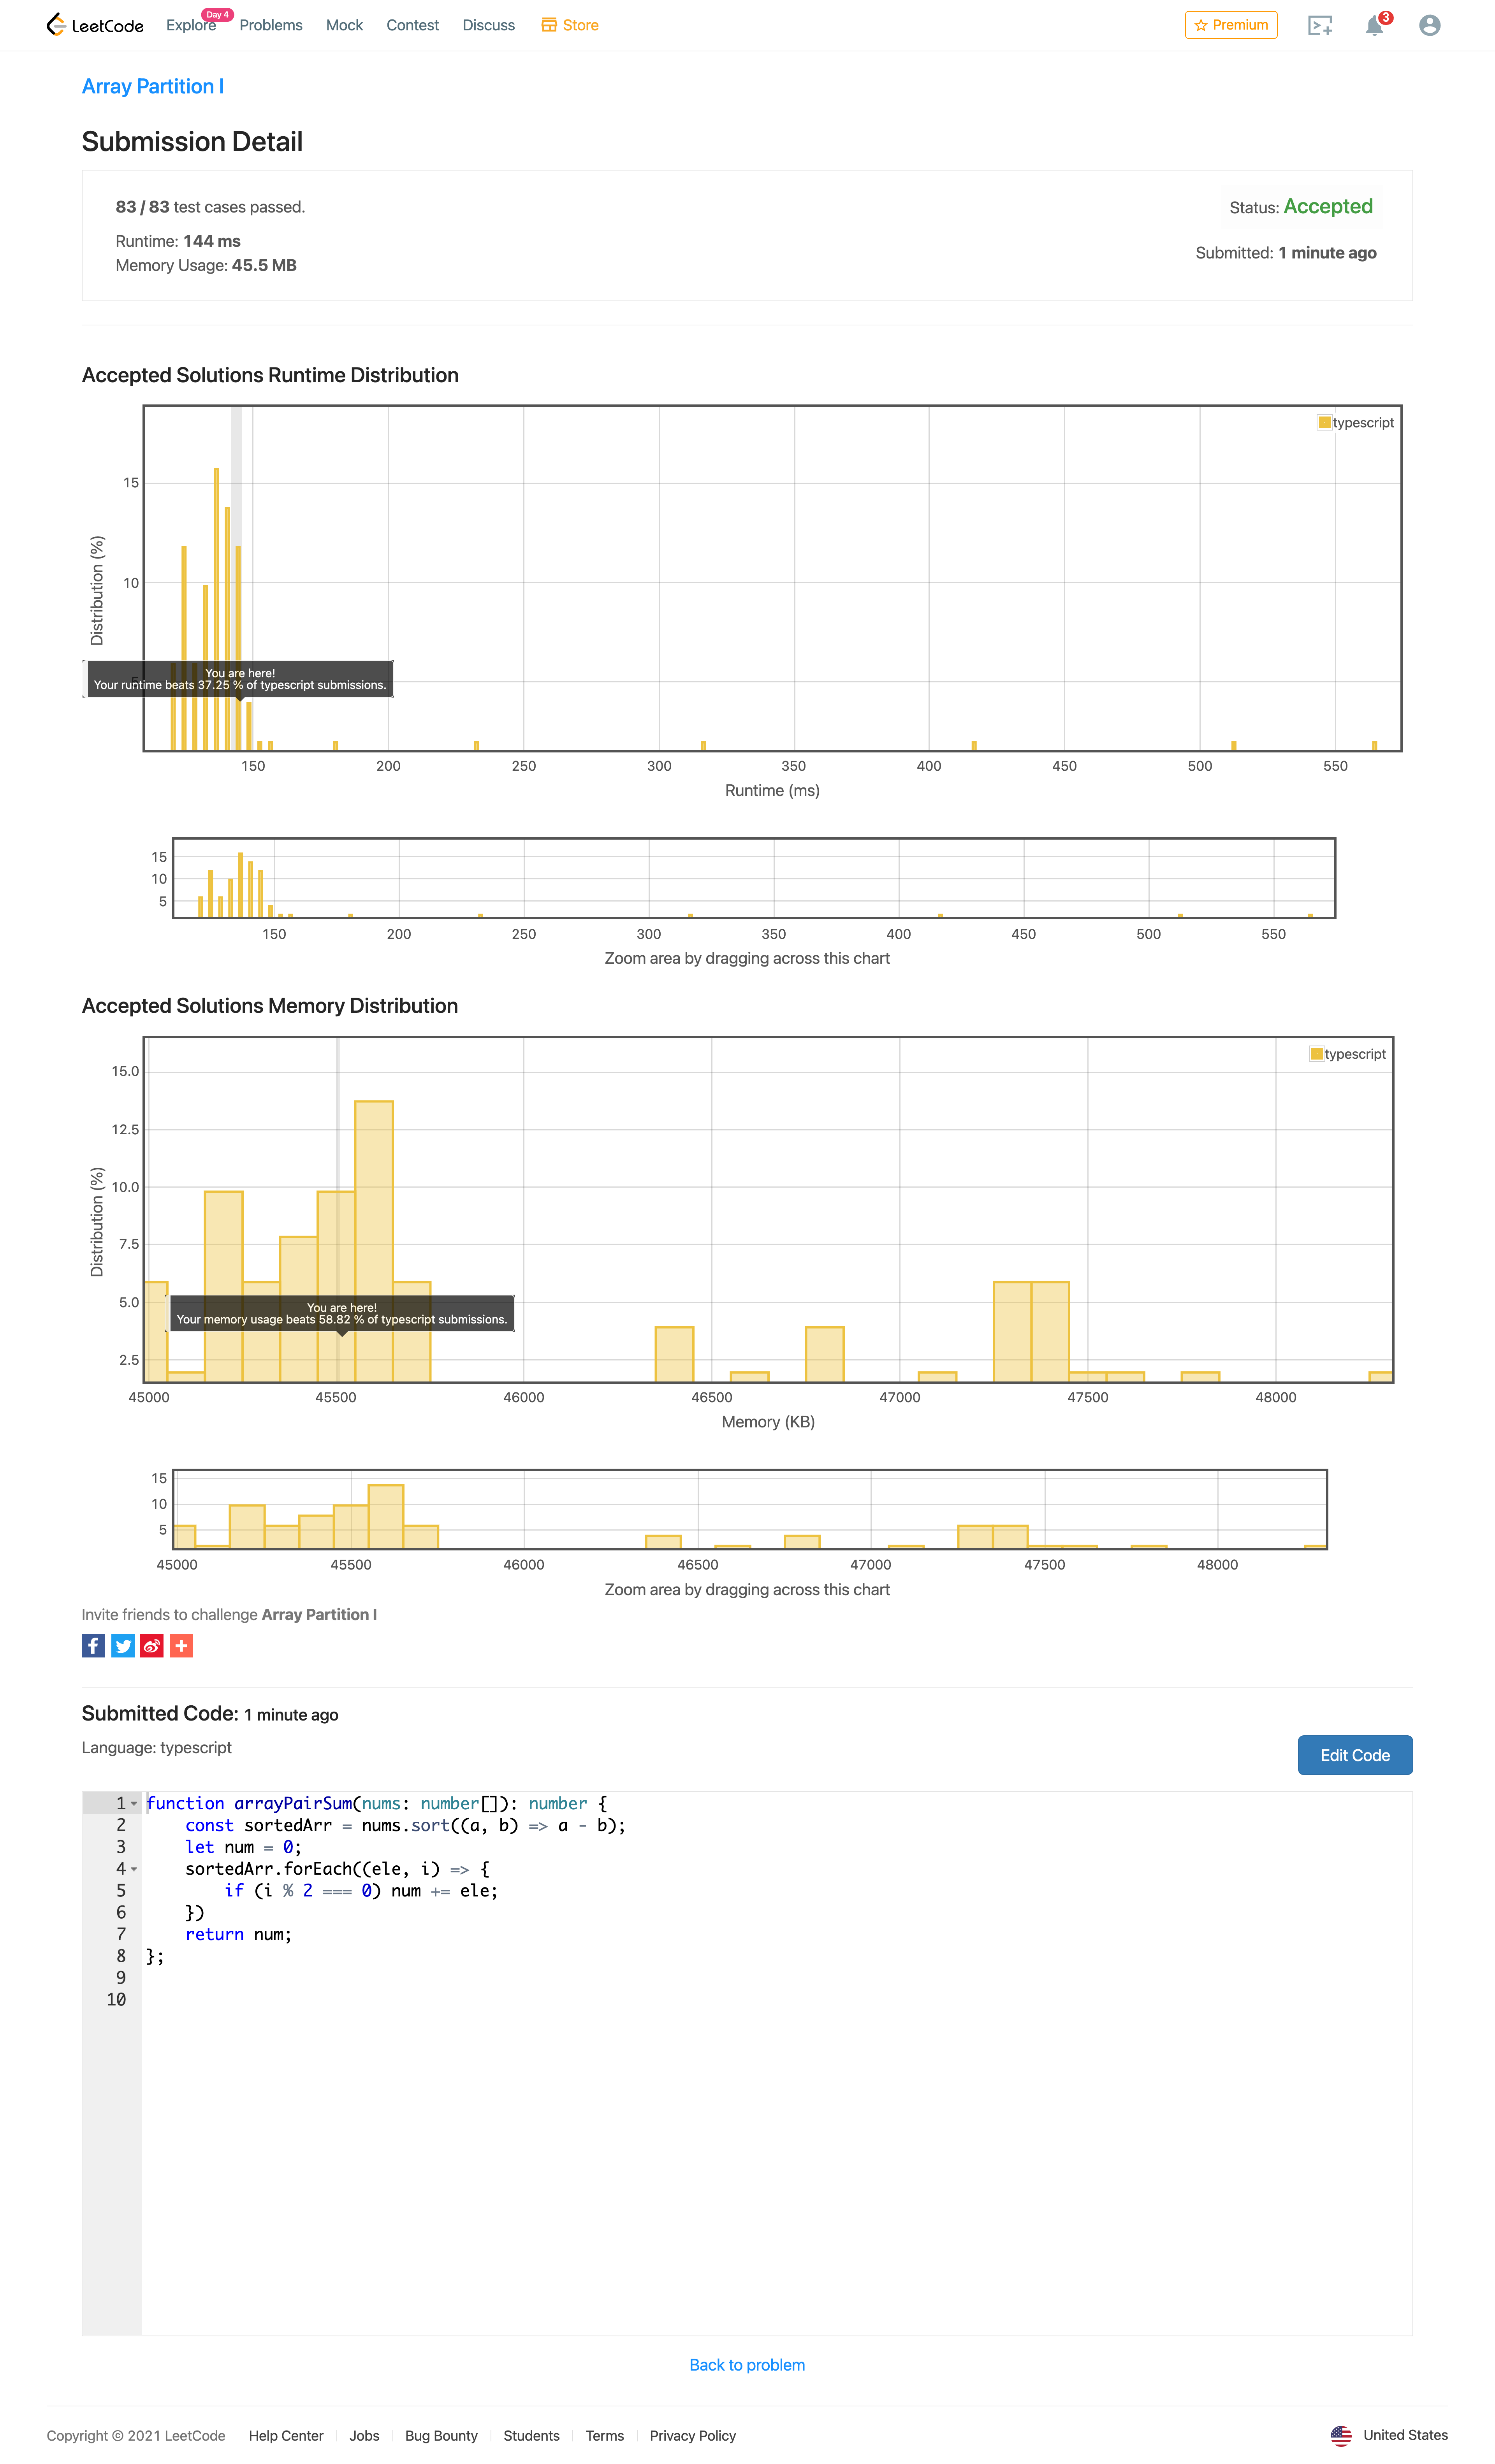 LeetCode
Explore
Day 4
Problems
Mock
Contest
Discuss
Store
Premium
3
Array Partition I
Submission Detail
83 / 83 test cases passed.
Status: Accepted
Runtime: 144 ms
Submitted: 1 minute ago
Memory Usage: 45.5 MB
Accepted Solutions Runtime Distribution
typescript
15
10
5
Distribution (%)
You are here!
Your runtime beats 37.25 % of typescript submissions.
150 200 250 300 350 400 450 500 550
Runtime (ms)
15
10
5
150 200 250 300 350 400 450 500 550
Zoom area by dragging across this chart
Accepted Solutions Memory Distribution
typescript
15.0
12.5
10.0
7.5
5.0
2.5
Distribution (%)
You are here!
Your memory usage beats 58.82 % of typescript submissions.
45000 45500 46000 46500 47000 47500 48000
Memory (KB)
15
10
5
45000 45500 46000 46500 47000 47500 48000
Zoom area by dragging across this chart
Invite friends to challenge Array Partition I
Submitted Code: 1 minute ago
Language: typescript
Edit Code
1 function arrayPairSum(nums: number[]): number {
2     const sortedArr = nums.sort((a, b) => a - b);
3     let num = 0;
4     sortedArr.forEach((ele, i) => {
5         if (i % 2 === 0) num += ele;
6     })
7     return num;
8 };
9
10
Back to problem
Copyright © 2021 LeetCode
Help Center
Jobs
Bug Bounty
Students
Terms
Privacy Policy
United States